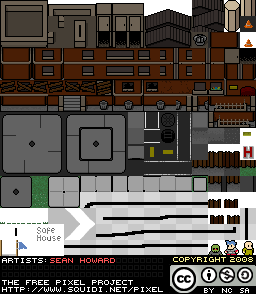 H
Safe
House
ARTISTS: SEAN HOWARD
COPYRIGHT 2008
THE FREE PIXEL PROJECT
HTTP://WWW.SQUIDI.NET/PIXEL
cc
BY NC SA